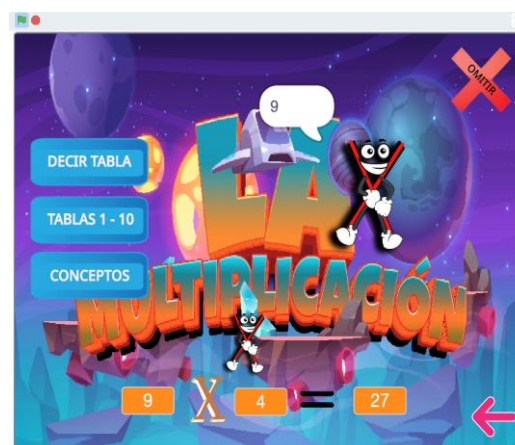 OMITIR
9
DECIR TABLA
TABLAS 1 - 10
CONCEPTOS
LA
MULTIPLICACIÓN
9 X 4 = 27